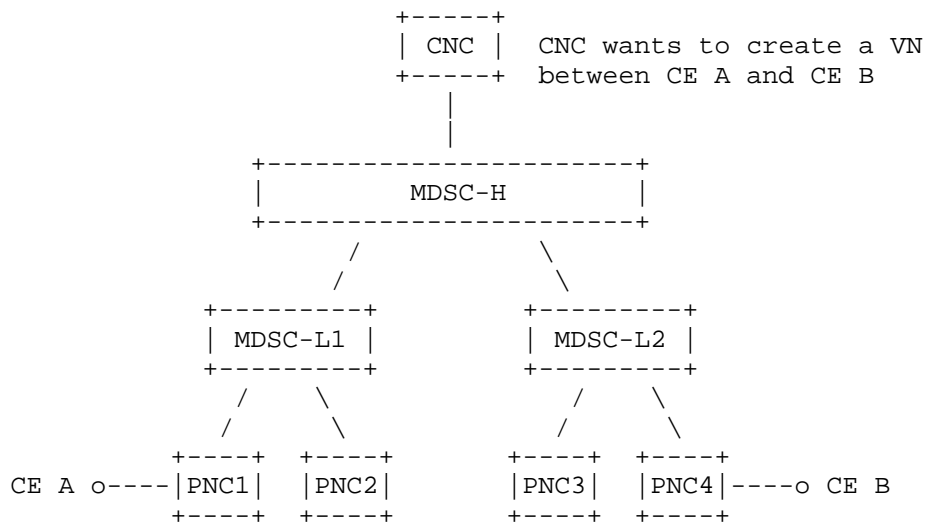 CNC CNC wants to create a VN
between CE A and CE B
MDSC-H
MDSC-L1 MDSC-L2
CE A o----|PNC1| |PNC2| |PNC3| |PNC4|----o CE B